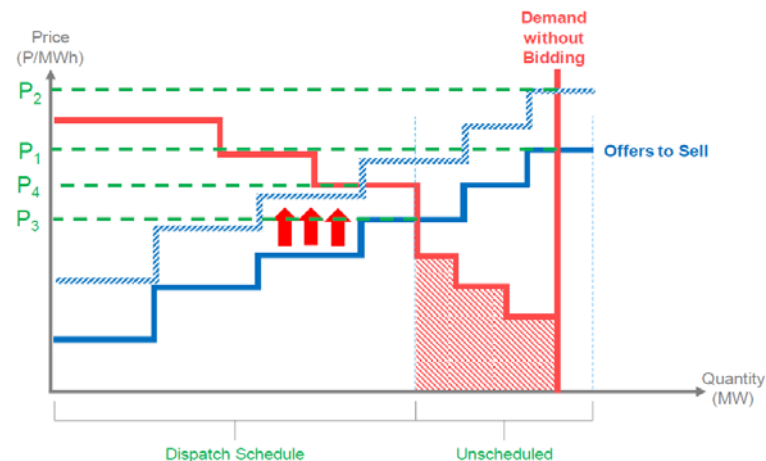 Demand
without
Bidding
Price
(P/MWh)
P2
P1
Offers to Sell
P4
P3
Quantity
(MW)
Dispatch Schedule
Unscheduled